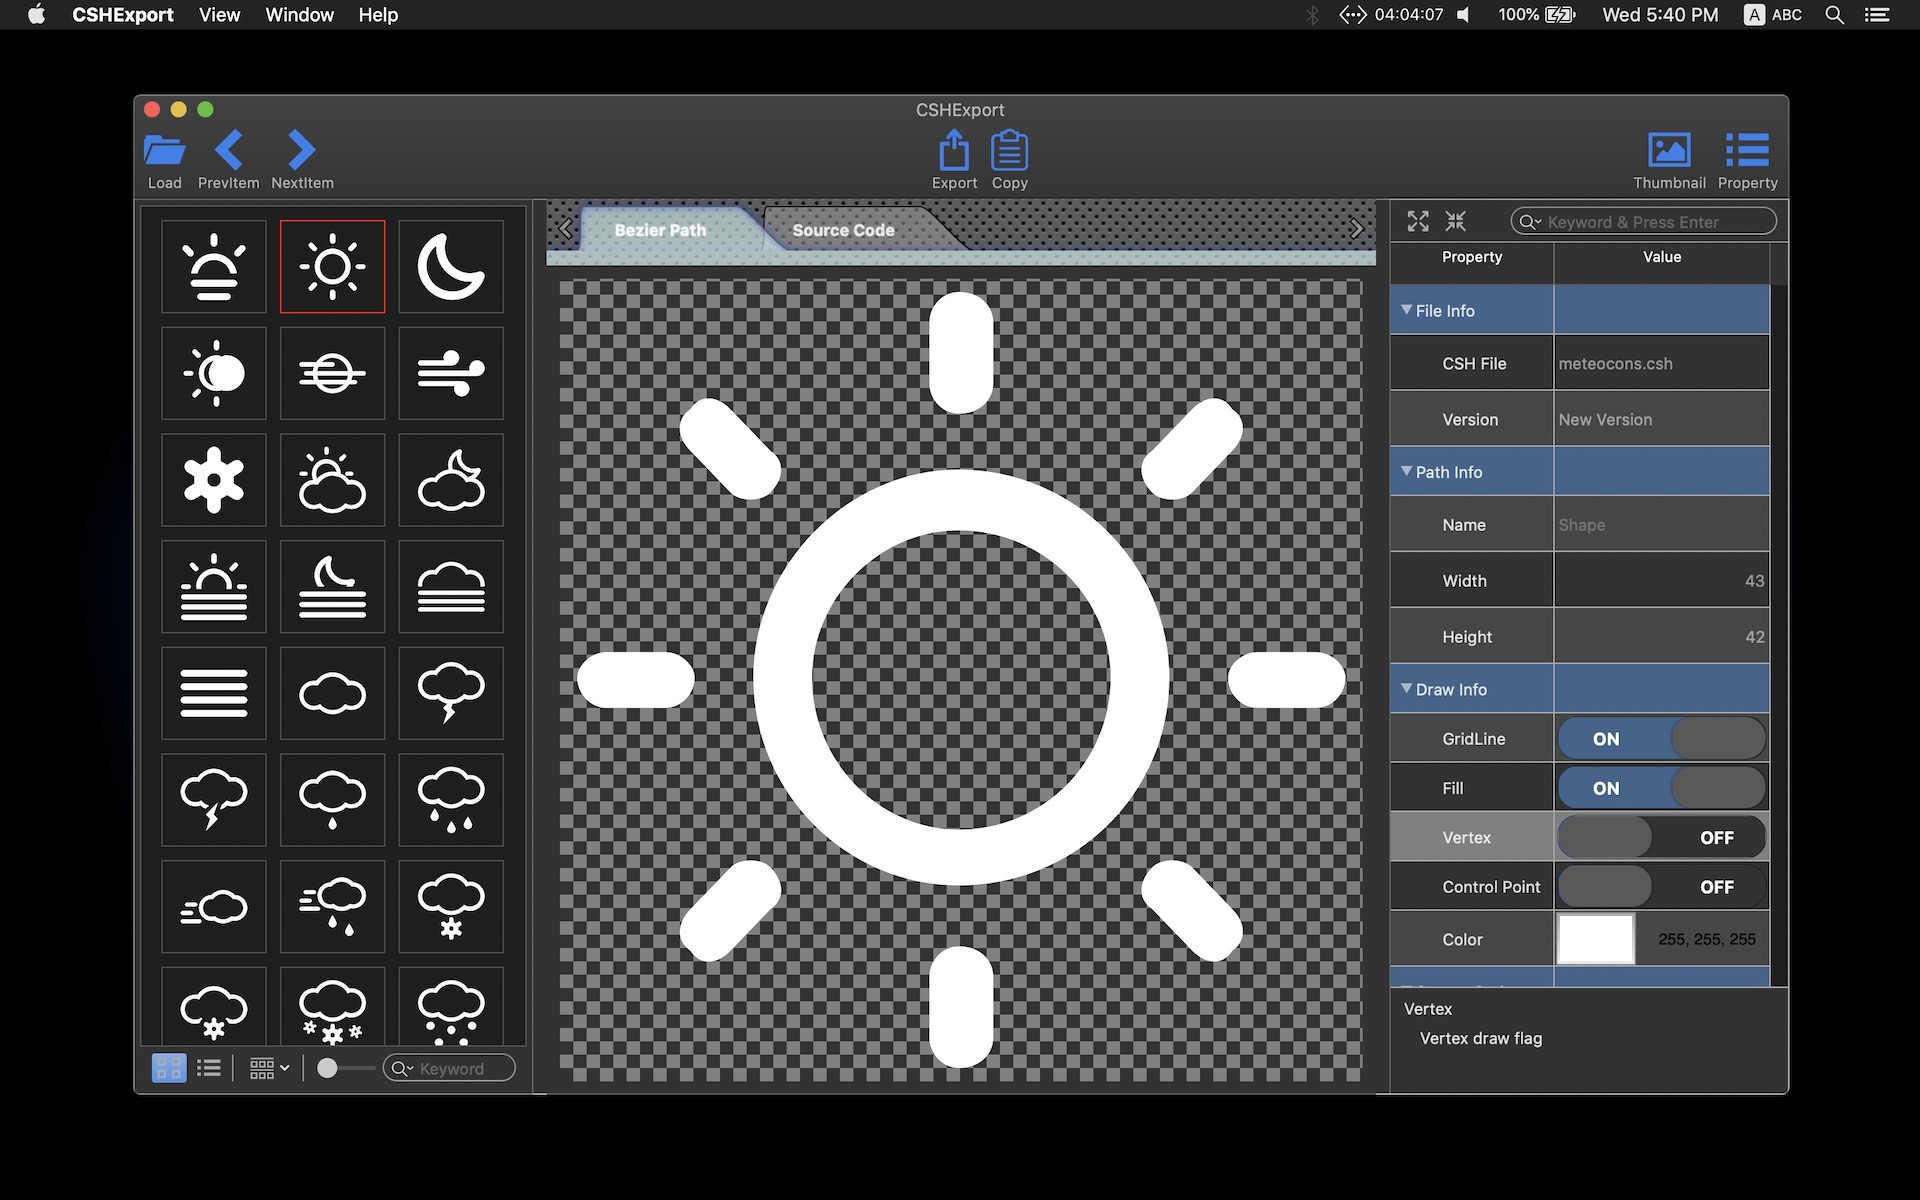 CSHExport View Window Help
04:04:07 100% Wed 5:40 PM A ABC
CSHExport
Load PrevItem NextItem Export Copy Thumbnail Property
Bezier Path Source Code
Keyword & Press Enter
Property Value
File Info
CSH File meteocons.csh
Version New Version
Path Info
Name Shape
Width 43
Height 42
Draw Info
GridLine ON
Fill ON
Vertex OFF
Control Point OFF
Color 255, 255, 255
Vertex
Vertex draw flag
Keyword